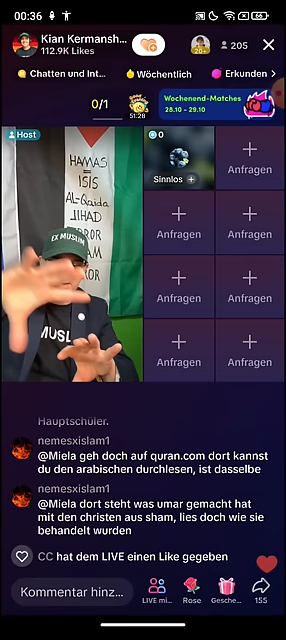 00:36
66
Kian Kermansh...
112.9K Likes
20+
205
Chatten und Int...
Wöchentlich
Erkunden
0/1
51:28
Wochenend-Matches
28.10 - 29.10
Host
HAMAS
=
ISIS
AL-Qaida
JIHAD
EX MUSLIM
MUSL
0
Sinnlos +
Anfragen
Anfragen
Anfragen
Anfragen
Anfragen
Anfragen
Anfragen
Hauptschüler.
nemesxislam1
@Miela geh doch auf quran.com dort kannst
du den arabischen durchlesen, ist dasselbe
nemesxislam1
@Miela dort steht was umar gemacht hat
mit den christen aus sham, lies doch wie sie
behandelt wurden
CC hat dem LIVE einen Like gegeben
Kommentar hinz...
LIVE mi...
Rose
Gesche...
155